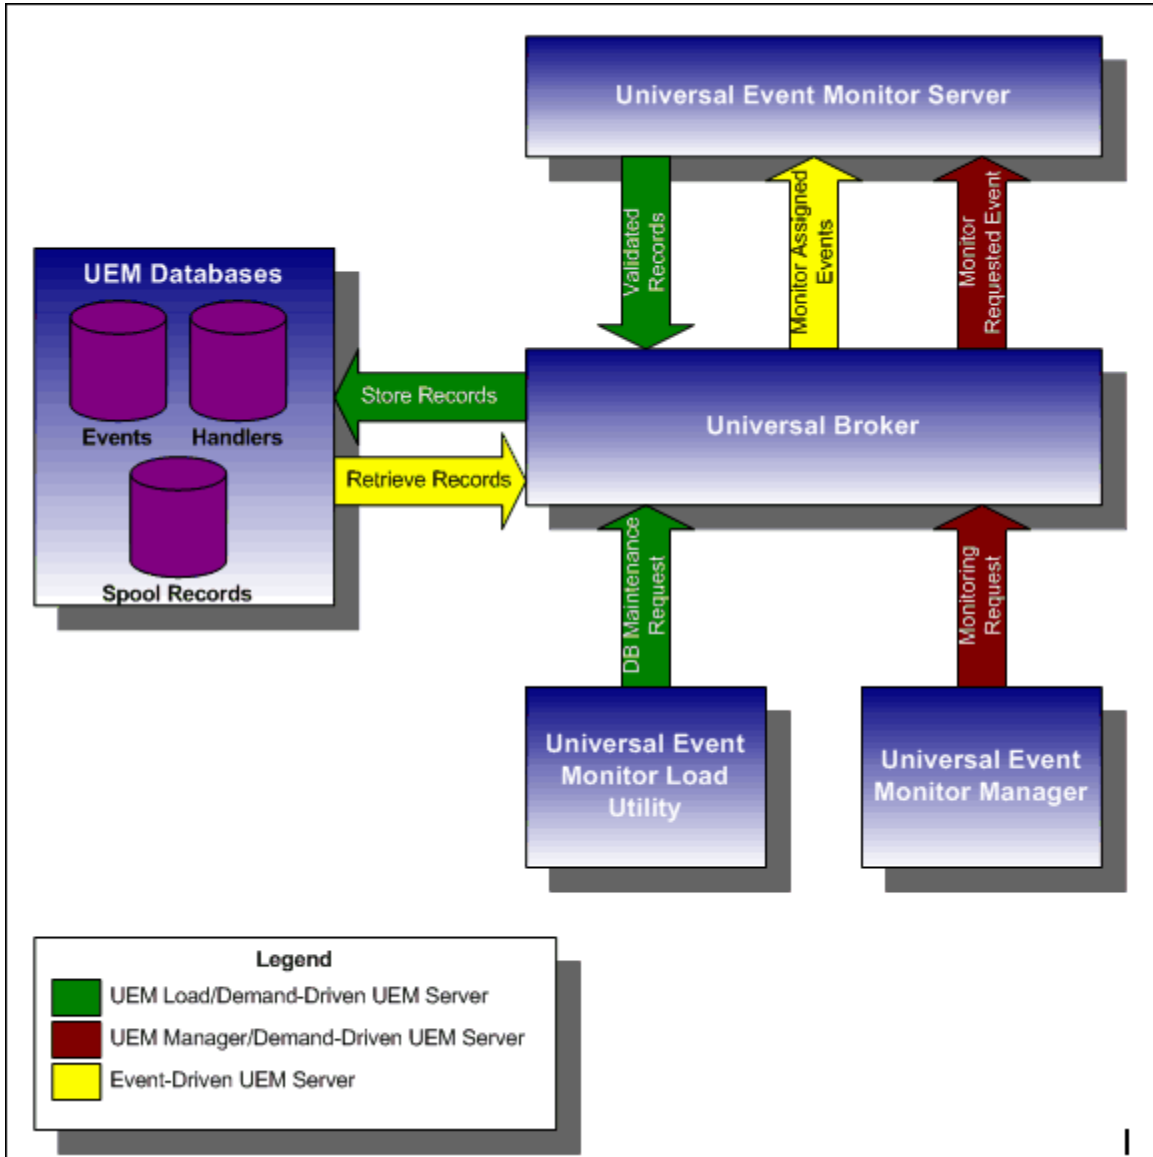 Universal Event Monitor Server
Validated
Records
Monitor Assigned
Events
Monitor
Requested Event
UEM Databases
Events
Handlers
Spool Records
Store Records
Retrieve Records
Universal Broker
DB Maintenance
Request
Monitoring
Request
Universal Event
Monitor Load
Utility
Universal Event
Monitor Manager
Legend
UEM Load/Demand-Driven UEM Server
UEM Manager/Demand-Driven UEM Server
Event-Driven UEM Server